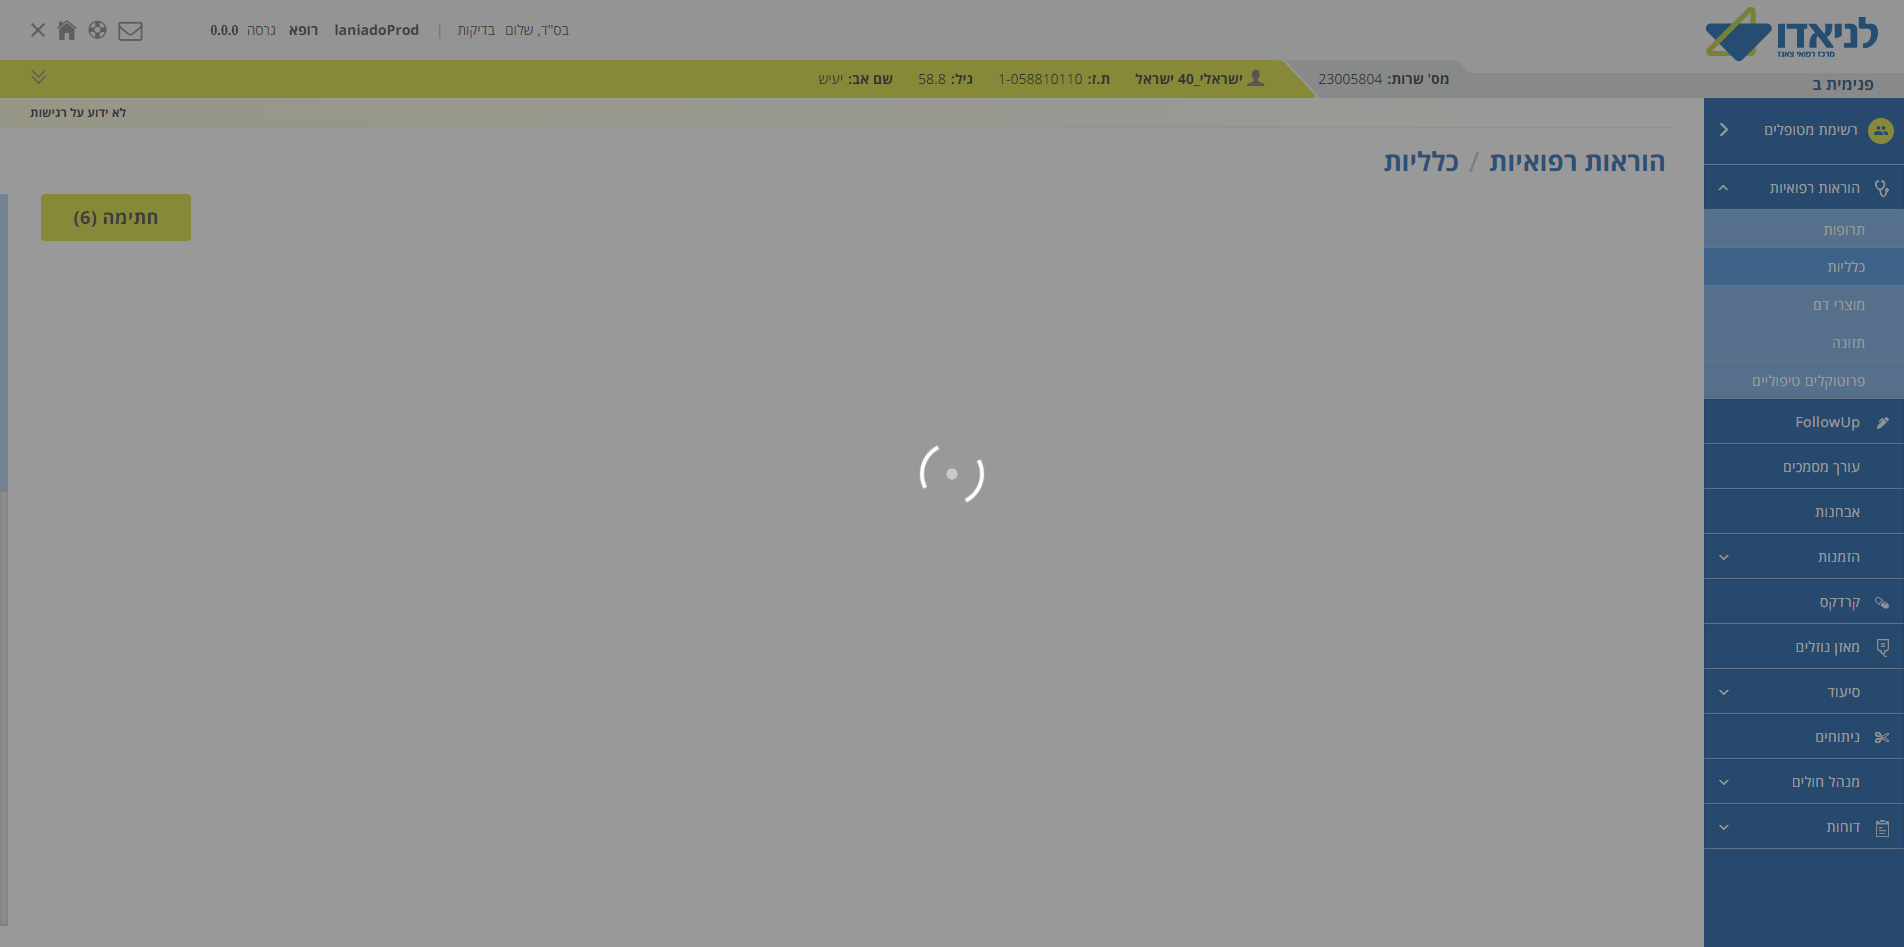 לניאדו
מרכז רפואי צאנז
בס"ד, שלום בדיקות | laniadoProd רופא גרסה 0.0.0
פנימית ב
מס' שרות: 23005804
ישראלי_40 ישראל ת.ז: 1-058810110 גיל: 58.8 שם אב: יעיש
לא ידוע על רגישות
הוראות רפואיות / כלליות
חתימה (6)
רשימת מטופלים
הוראות רפואיות
תרופות
כלליות
מוצרי דם
תזונה
פרוטוקלים טיפוליים
FollowUp
עורך מסמכים
אבחנות
הזמנות
קרדקס
מאזן נוזלים
סיעוד
ניתוחים
מנהל חולים
דוחות